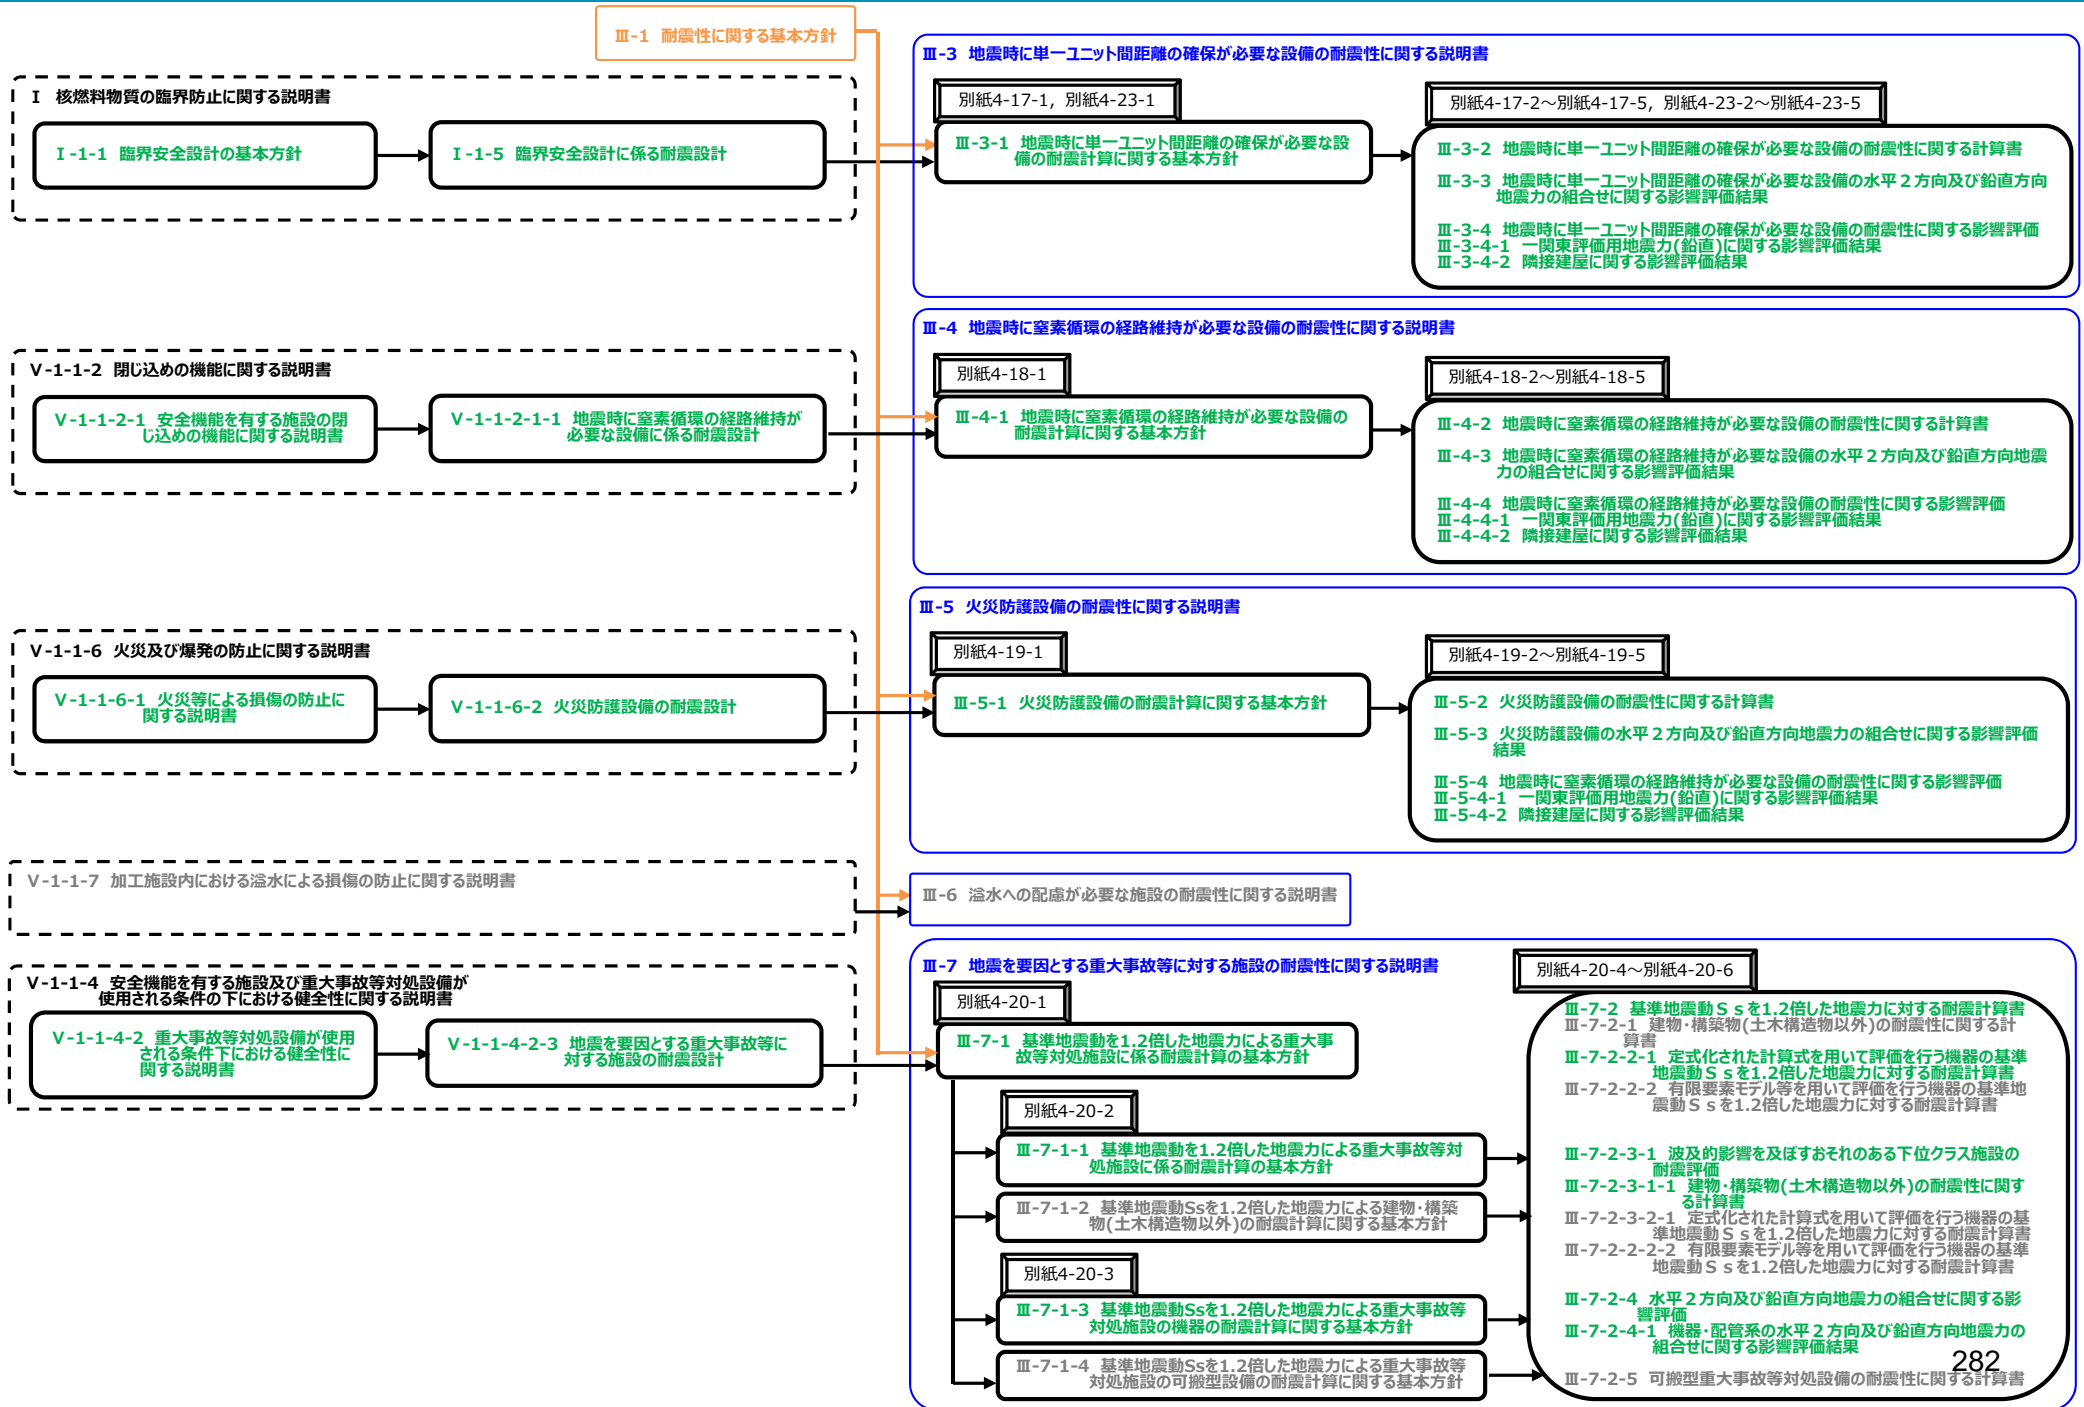 Ⅲ-1 耐震性に関する基本方針
Ⅰ 核燃料物質の臨界防止に関する説明書
Ⅰ-1-1 臨界安全設計の基本方針
Ⅰ-1-5 臨界安全設計に係る耐震設計
Ⅲ-3 地震時に単一ユニット間距離の確保が必要な設備の耐震性に関する説明書
別紙4-17-1, 別紙4-23-1
Ⅲ-3-1 地震時に単一ユニット間距離の確保が必要な設
備の耐震計算に関する基本方針
別紙4-17-2～別紙4-17-5, 別紙4-23-2～別紙4-23-5
Ⅲ-3-2 地震時に単一ユニット間距離の確保が必要な設備の耐震性に関する計算書
Ⅲ-3-3 地震時に単一ユニット間距離の確保が必要な設備の水平２方向及び鉛直方向
地震力の組合せに関する影響評価結果
Ⅲ-3-4 地震時に単一ユニット間距離の確保が必要な設備の耐震性に関する影響評価
Ⅲ-3-4-1 一関東評価用地震力(鉛直)に関する影響評価結果
Ⅲ-3-4-2 隣接建屋に関する影響評価結果
Ⅴ-1-1-2 閉じ込めの機能に関する説明書
Ⅴ-1-1-2-1 安全機能を有する施設の閉
じ込めの機能に関する説明書
Ⅴ-1-1-2-1-1 地震時に窒素循環の経路維持が
必要な設備に係る耐震設計
Ⅲ-4 地震時に窒素循環の経路維持が必要な設備の耐震性に関する説明書
別紙4-18-1
Ⅲ-4-1 地震時に窒素循環の経路維持が必要な設備の
耐震計算に関する基本方針
別紙4-18-2～別紙4-18-5
Ⅲ-4-2 地震時に窒素循環の経路維持が必要な設備の耐震性に関する計算書
Ⅲ-4-3 地震時に窒素循環の経路維持が必要な設備の水平２方向及び鉛直方向地震
力の組合せに関する影響評価結果
Ⅲ-4-4 地震時に窒素循環の経路維持が必要な設備の耐震性に関する影響評価
Ⅲ-4-4-1 一関東評価用地震力(鉛直)に関する影響評価結果
Ⅲ-4-4-2 隣接建屋に関する影響評価結果
Ⅴ-1-1-6 火災及び爆発の防止に関する説明書
Ⅴ-1-1-6-1 火災等による損傷の防止に
関する説明書
Ⅴ-1-1-6-2 火災防護設備の耐震設計
Ⅲ-5 火災防護設備の耐震性に関する説明書
別紙4-19-1
Ⅲ-5-1 火災防護設備の耐震計算に関する基本方針
別紙4-19-2～別紙4-19-5
Ⅲ-5-2 火災防護設備の耐震性に関する計算書
Ⅲ-5-3 火災防護設備の水平２方向及び鉛直方向地震力の組合せに関する影響評価
結果
Ⅲ-5-4 地震時に窒素循環の経路維持が必要な設備の耐震性に関する影響評価
Ⅲ-5-4-1 一関東評価用地震力(鉛直)に関する影響評価結果
Ⅲ-5-4-2 隣接建屋に関する影響評価結果
Ⅴ-1-1-7 加工施設内における溢水による損傷の防止に関する説明書
Ⅲ-6 溢水への配慮が必要な施設の耐震性に関する説明書
Ⅴ-1-1-4 安全機能を有する施設及び重大事故等対処設備が
使用される条件の下における健全性に関する説明書
Ⅴ-1-1-4-2 重大事故等対処設備が使用
される条件下における健全性に
関する説明書
Ⅴ-1-1-4-2-3 地震を要因とする重大事故等に
対する施設の耐震設計
Ⅲ-7 地震を要因とする重大事故等に対する施設の耐震性に関する説明書
別紙4-20-1
Ⅲ-7-1 基準地震動を1.2倍した地震力による重大事
故等対処施設に係る耐震計算の基本方針
別紙4-20-2
Ⅲ-7-1-1 基準地震動を1.2倍した地震力による重大事故等対
処施設に係る耐震計算の基本方針
Ⅲ-7-1-2 基準地震動Ssを1.2倍した地震力による建物・構築
物(土木構造物以外)の耐震計算に関する基本方針
別紙4-20-3
Ⅲ-7-1-3 基準地震動Ssを1.2倍した地震力による重大事故等
対処施設の機器の耐震計算に関する基本方針
Ⅲ-7-1-4 基準地震動Ssを1.2倍した地震力による重大事故等
対処施設の可搬型設備の耐震計算に関する基本方針
別紙4-20-4～別紙4-20-6
Ⅲ-7-2 基準地震動Ｓｓを1.2倍した地震力に対する耐震計算書
Ⅲ-7-2-1 建物・構築物(土木構造物以外)の耐震性に関する計
算書
Ⅲ-7-2-2-1 定式化された計算式を用いて評価を行う機器の基準
地震動Ｓｓを1.2倍した地震力に対する耐震計算書
Ⅲ-7-2-2-2 有限要素モデル等を用いて評価を行う機器の基準地
震動Ｓｓを1.2倍した地震力に対する耐震計算書
Ⅲ-7-2-3-1 波及的影響を及ぼすおそれのある下位クラス施設の
耐震評価
Ⅲ-7-2-3-1-1 建物・構築物(土木構造物以外)の耐震性に関す
る計算書
Ⅲ-7-2-3-2-1 定式化された計算式を用いて評価を行う機器の基
準地震動Ｓｓを1.2倍した地震力に対する耐震計算書
Ⅲ-7-2-2-2-2 有限要素モデル等を用いて評価を行う機器の基準
地震動Ｓｓを1.2倍した地震力に対する耐震計算書
Ⅲ-7-2-4 水平２方向及び鉛直方向地震力の組合せに関する影
響評価
Ⅲ-7-2-4-1 機器・配管系の水平２方向及び鉛直方向地震力の
組合せに関する影響評価結果
Ⅲ-7-2-5 可搬型重大事故等対処設備の耐震性に関する計算書
282